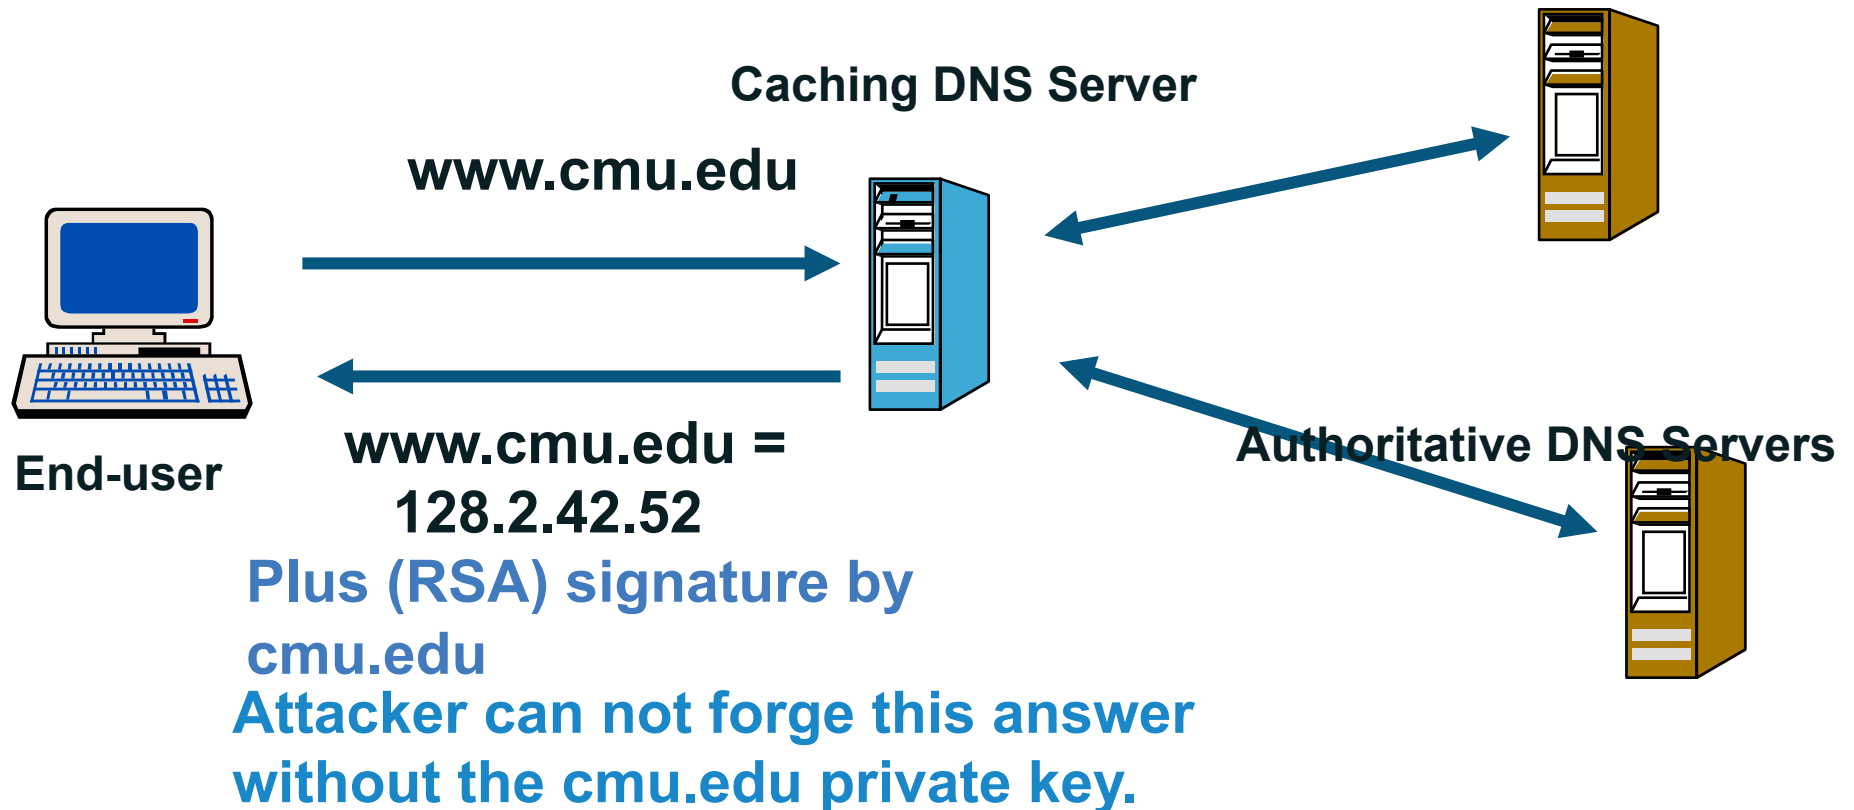 Caching DNS Server
www.cmu.edu
Authoritative DNS Servers
End-user
www.cmu.edu =
128.2.42.52
Plus (RSA) signature by
cmu.edu
Attacker can not forge this answer
without the cmu.edu private key.